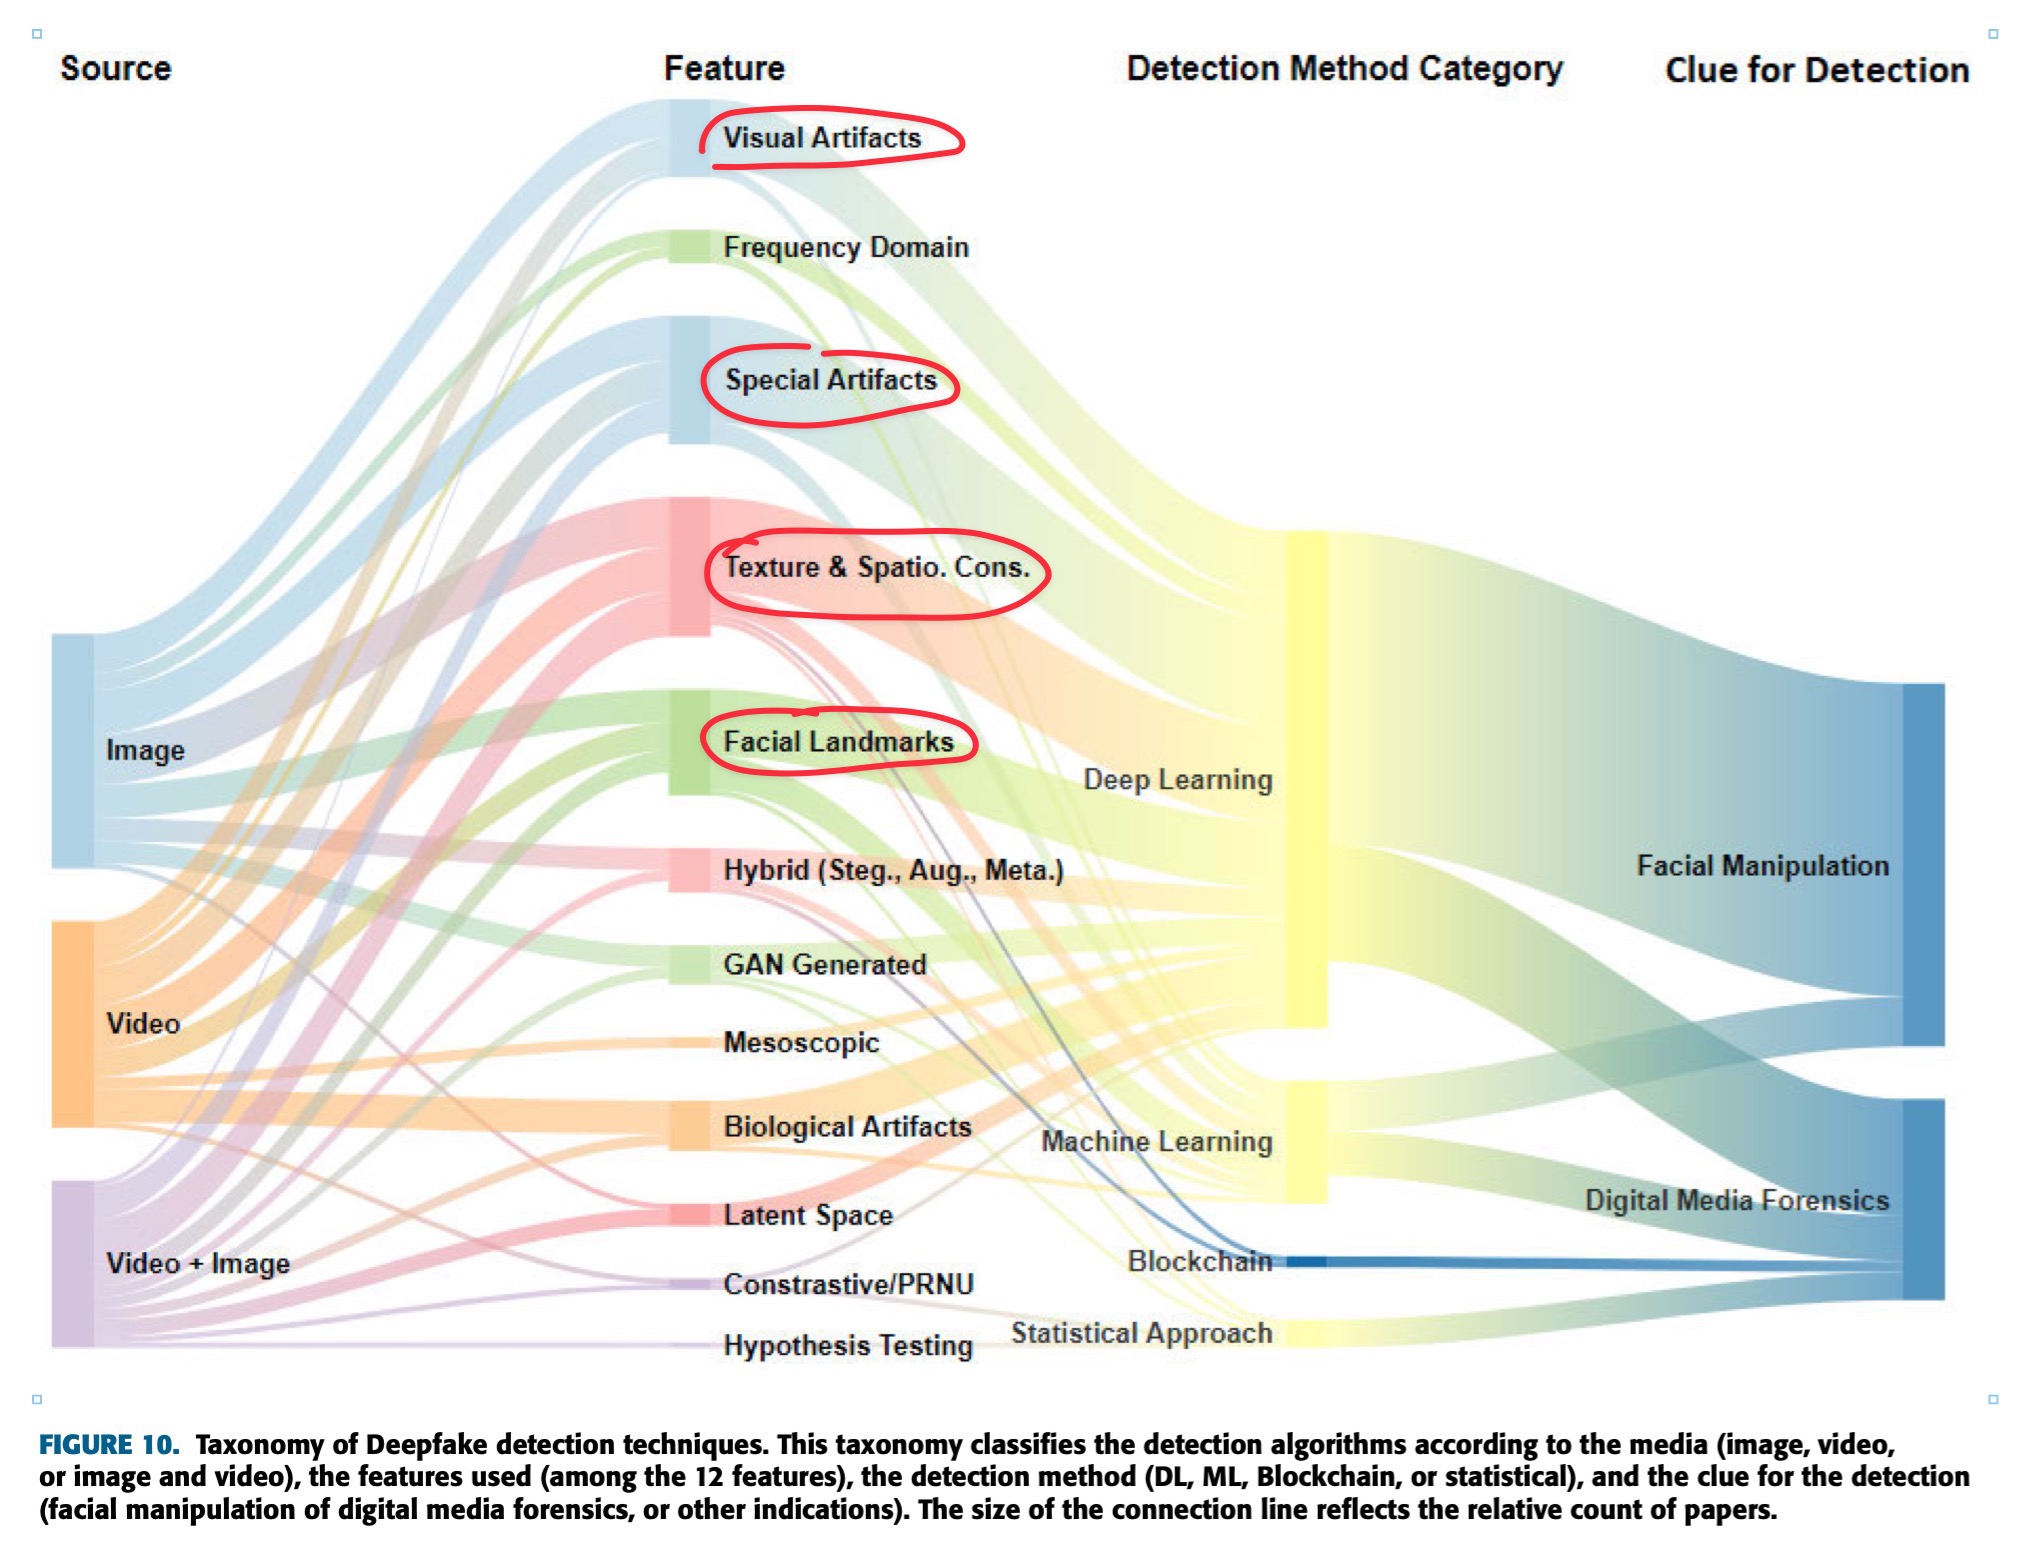 Source Feature Detection Method Category Clue for Detection
Visual Artifacts
Frequency Domain
Special Artifacts
Texture & Spatio. Cons.
Facial Landmarks
Image
Deep Learning
Facial Manipulation
Hybrid (Steg., Aug., Meta.)
GAN Generated
Video
Mesoscopic
Biological Artifacts
Machine Learning
Digital Media Forensics
Latent Space
Video + Image
Blockchain
Constrastive/PRNU
Statistical Approach
Hypothesis Testing
FIGURE 10. Taxonomy of Deepfake detection techniques. This taxonomy classifies the detection algorithms according to the media (image, video,
or image and video), the features used (among the 12 features), the detection method (DL, ML, Blockchain, or statistical), and the clue for the detection
(facial manipulation of digital media forensics, or other indications). The size of the connection line reflects the relative count of papers.